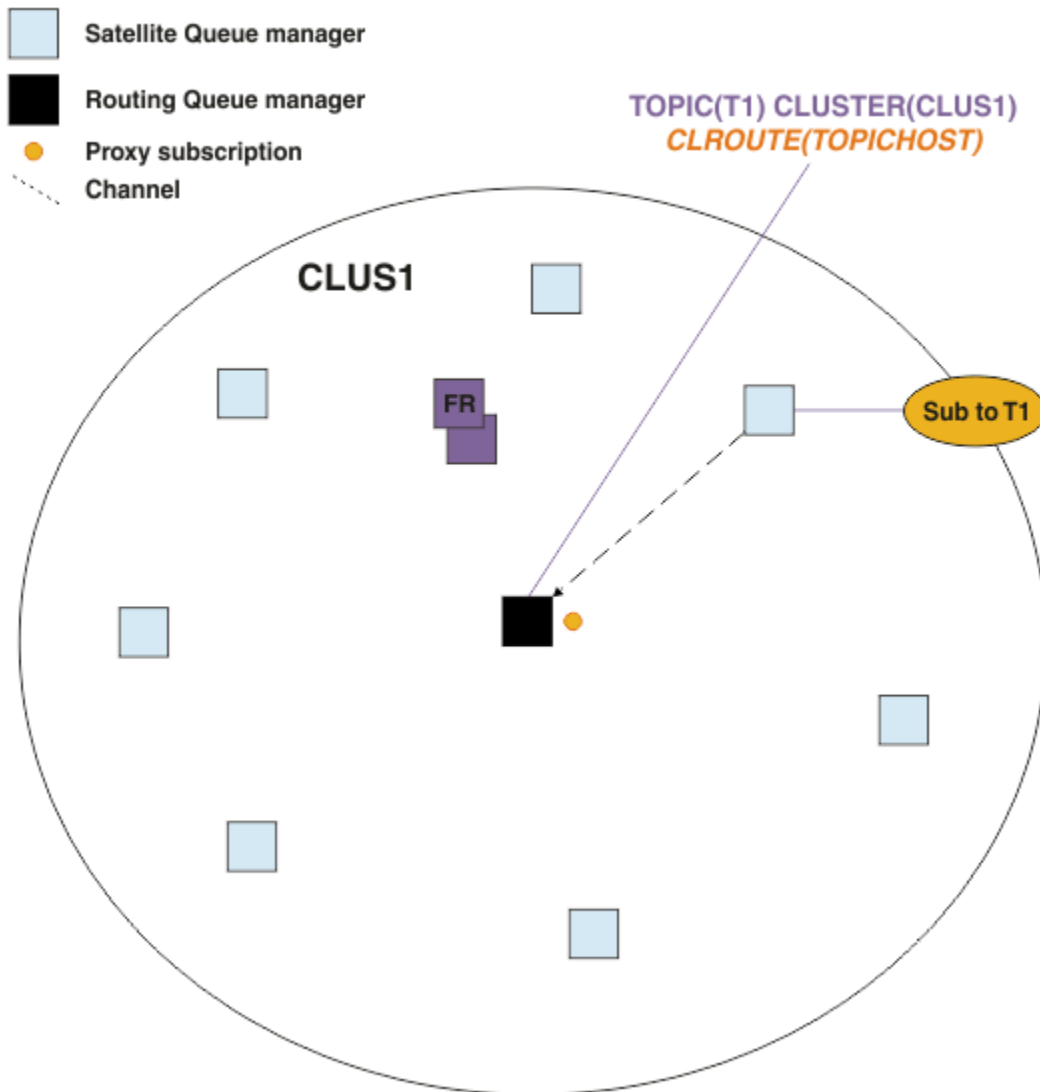 Satellite Queue manager
Routing Queue manager
Proxy subscription
Channel
TOPIC(T1) CLUSTER(CLUS1)
CLROUTE(TOPICHOST)
CLUS1
FR
Sub to T1